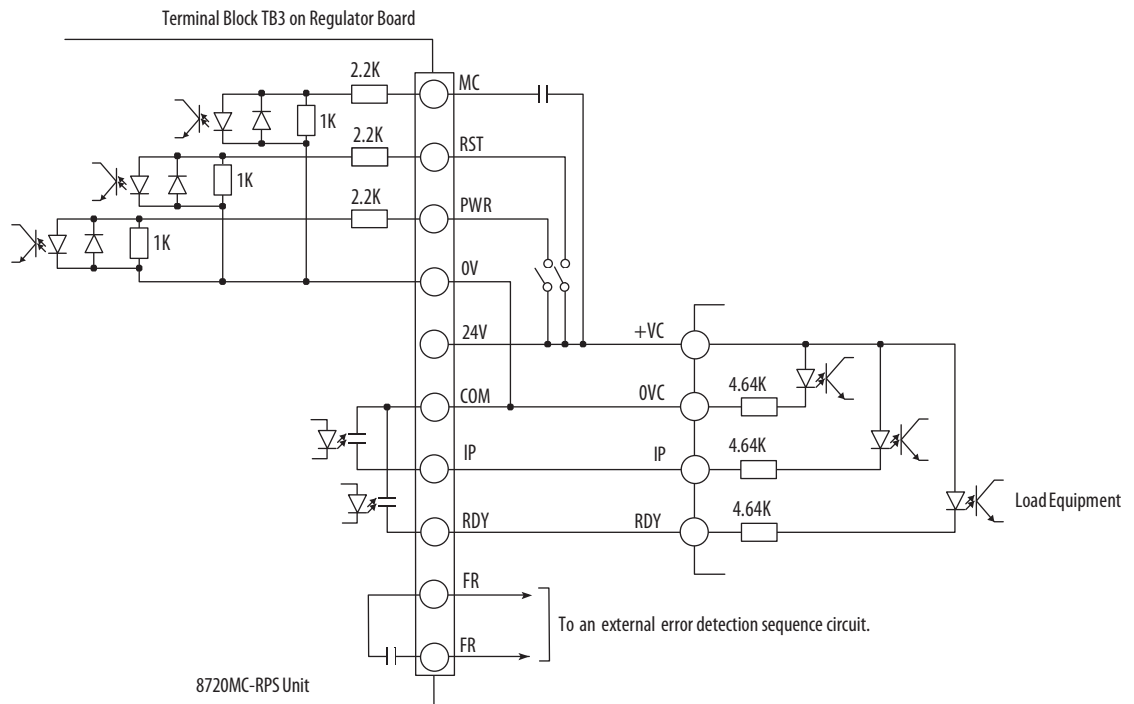 Terminal Block TB3 on Regulator Board
2.2K
MC
1K
2.2K
RST
1K
2.2K
PWR
1K
0V
24V
+VC
COM
0VC
4.64K
IP
IP
4.64K
RDY
RDY
4.64K
Load Equipment
FR
To an external error detection sequence circuit.
FR
8720MC-RPS Unit